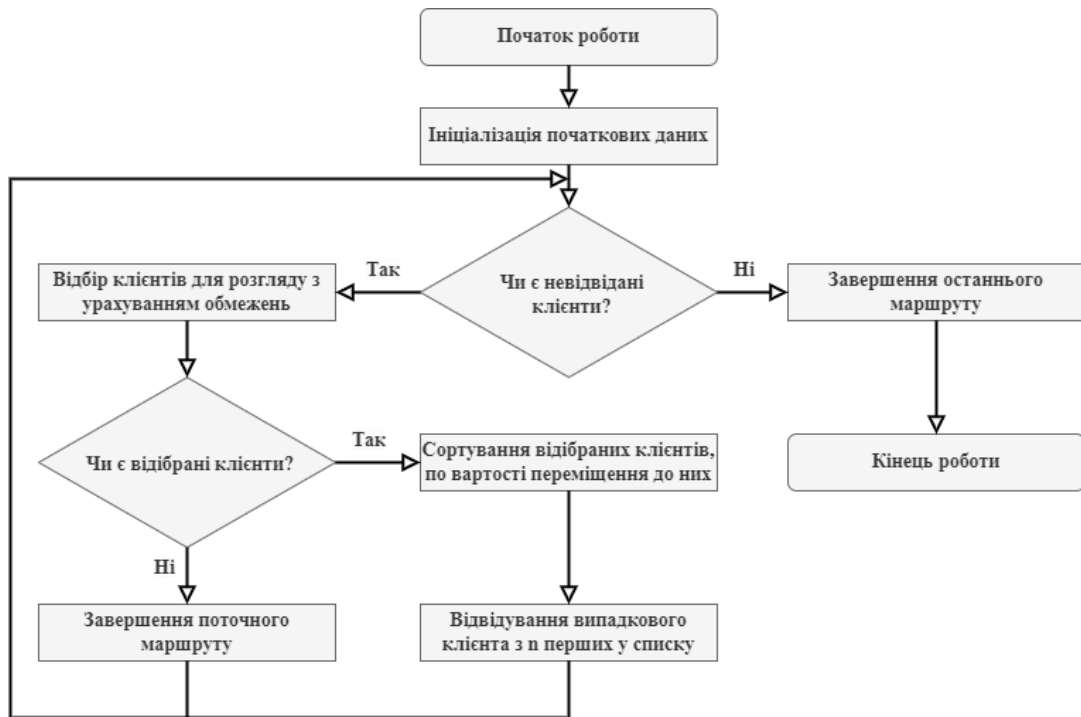 Початок роботи
Ініціалізація початкових даних
Чи є невідвідані
клієнти?
Так
Ні
Відбір клієнтів для розгляду з
урахуванням обмежень
Завершення останнього
маршруту
Чи є відібрані клієнти?
Так
Ні
Сортування відібраних клієнтів,
по вартості переміщення до них
Кінець роботи
Завершення поточного
маршруту
Відвідування випадкового
клієнта з n перших у списку